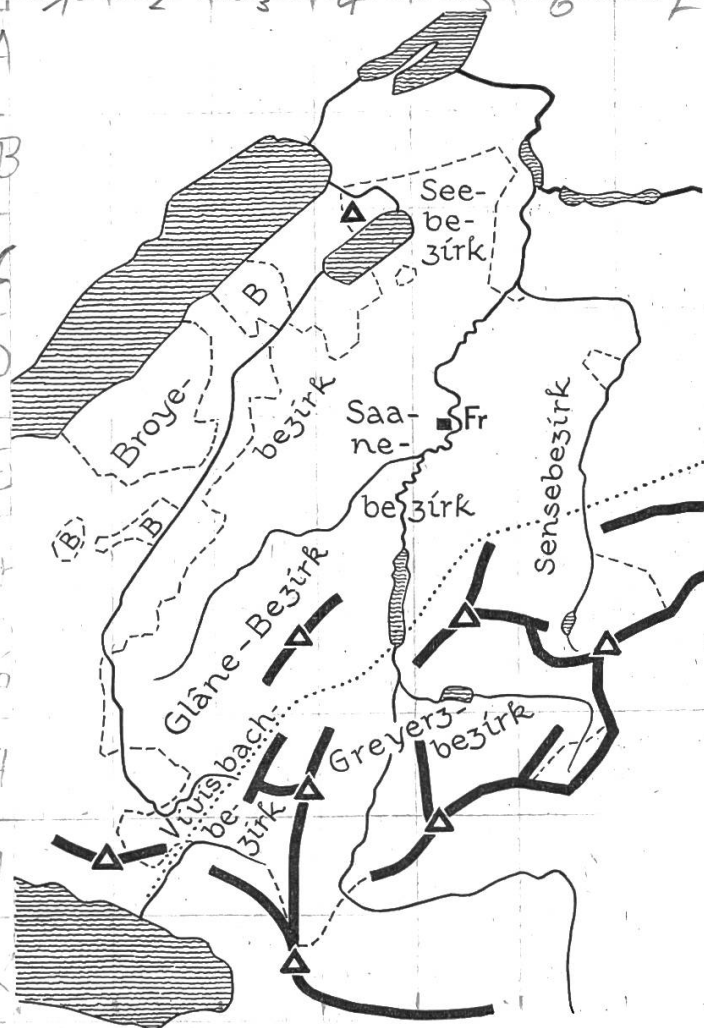 1 2 3 4 5 6 7
A
B
See-
be-
zirk
B
D
Broye-
bezirk
Saa-
ne-
bezirk
Fr
Sensebezirk
B
B
Glâne-Bezirk
Greyerz-
bezirk
Vivisbach-
be-
zirk